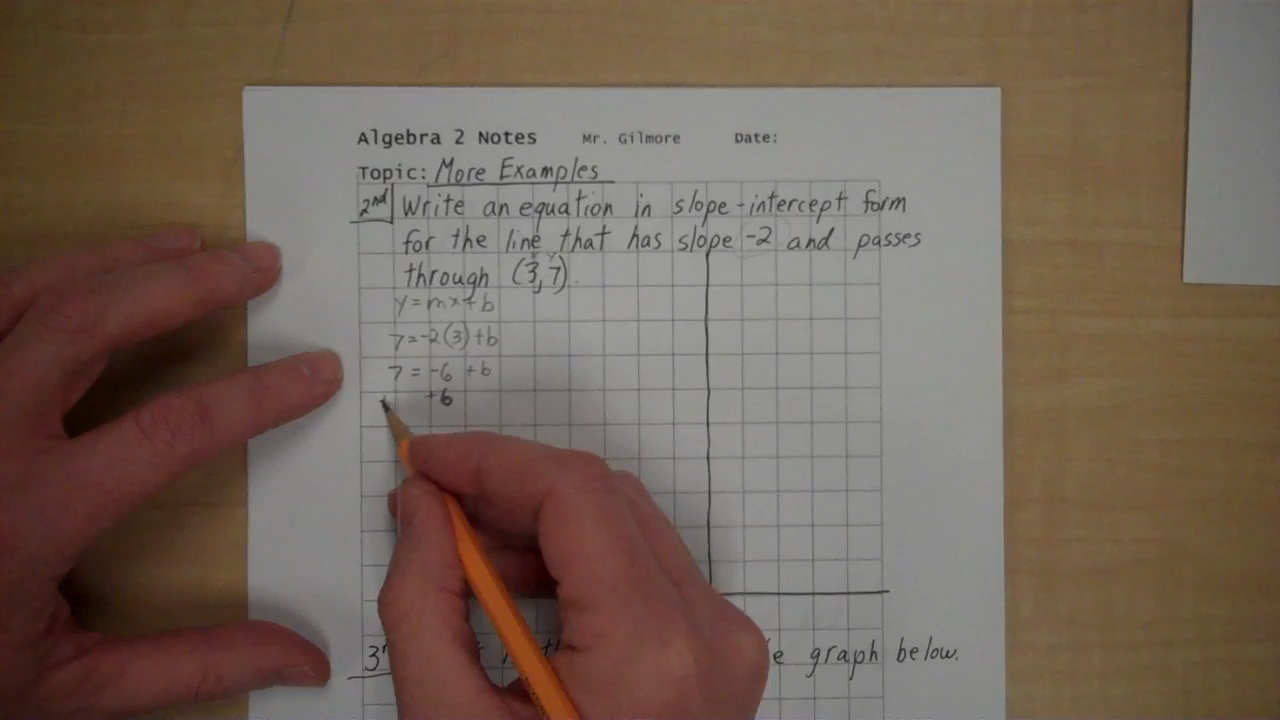 Algebra 2 Notes Mr. Gilmore Date:
Topic: More Examples
2nd Write an equation in slope-intercept form
for the line that has slope -2 and passes
through (3,7).
x y
y=mx+b
7=-2(3)+b
7=-6+b
+6
graph below.